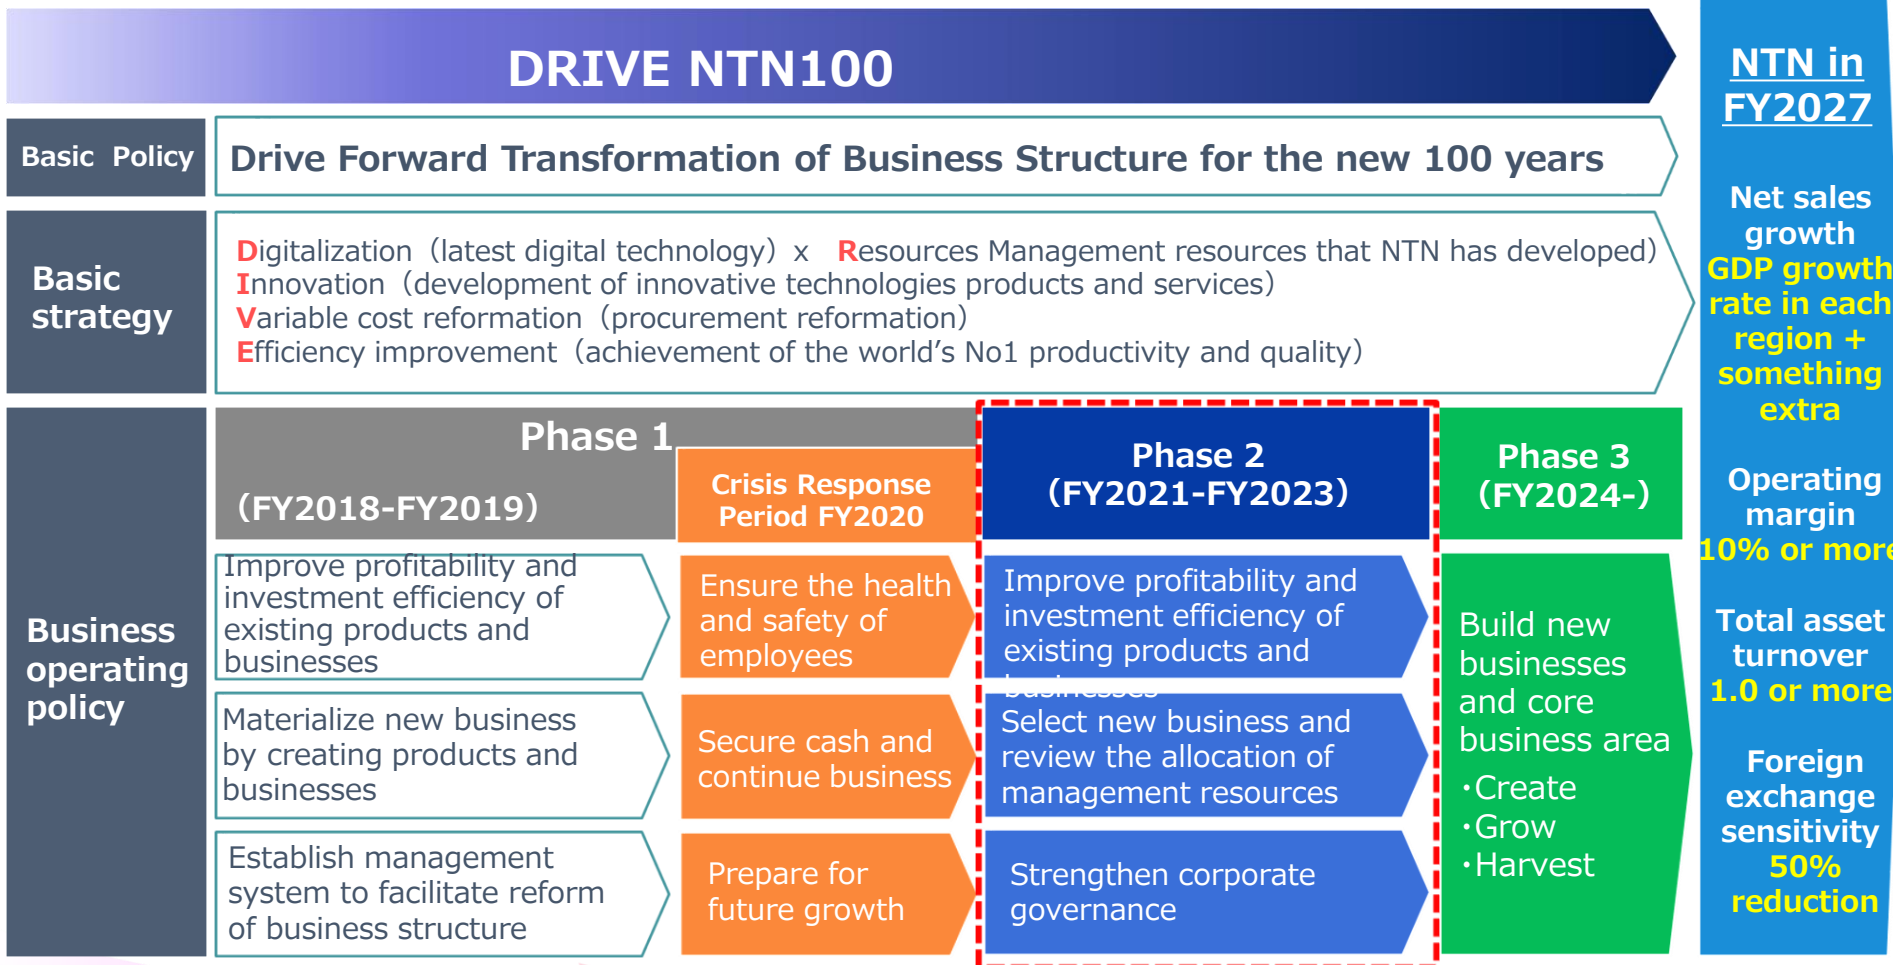 DRIVE NTN100
Basic Policy
Drive Forward Transformation of Business Structure for the new 100 years
Basic
strategy
Digitalization（latest digital technology）x Resources Management resources that NTN has developed)
Innovation（development of innovative technologies products and services）
Variable cost reformation（procurement reformation）
Efficiency improvement（achievement of the world's No1 productivity and quality）
Business
operating
policy
Phase 1
（FY2018-FY2019）
Crisis Response
Period FY2020
Phase 2
（FY2021-FY2023）
Phase 3
(FY2024-)
Improve profitability and
investment efficiency of
existing products and
businesses
Ensure the health
and safety of
employees
Improve profitability and
investment efficiency of
existing products and
businesses
Materialize new business
by creating products and
businesses
Secure cash and
continue business
Select new business and
review the allocation of
management resources
Establish management
system to facilitate reform
of business structure
Prepare for
future growth
Strengthen corporate
governance
Build new
businesses
and core
business area
・Create
・Grow
・Harvest
NTN in
FY2027
Net sales
growth
GDP growth
rate in each
region +
something
extra
Operating
margin
10% or more
Total asset
turnover
1.0 or more
Foreign
exchange
sensitivity
50%
reduction